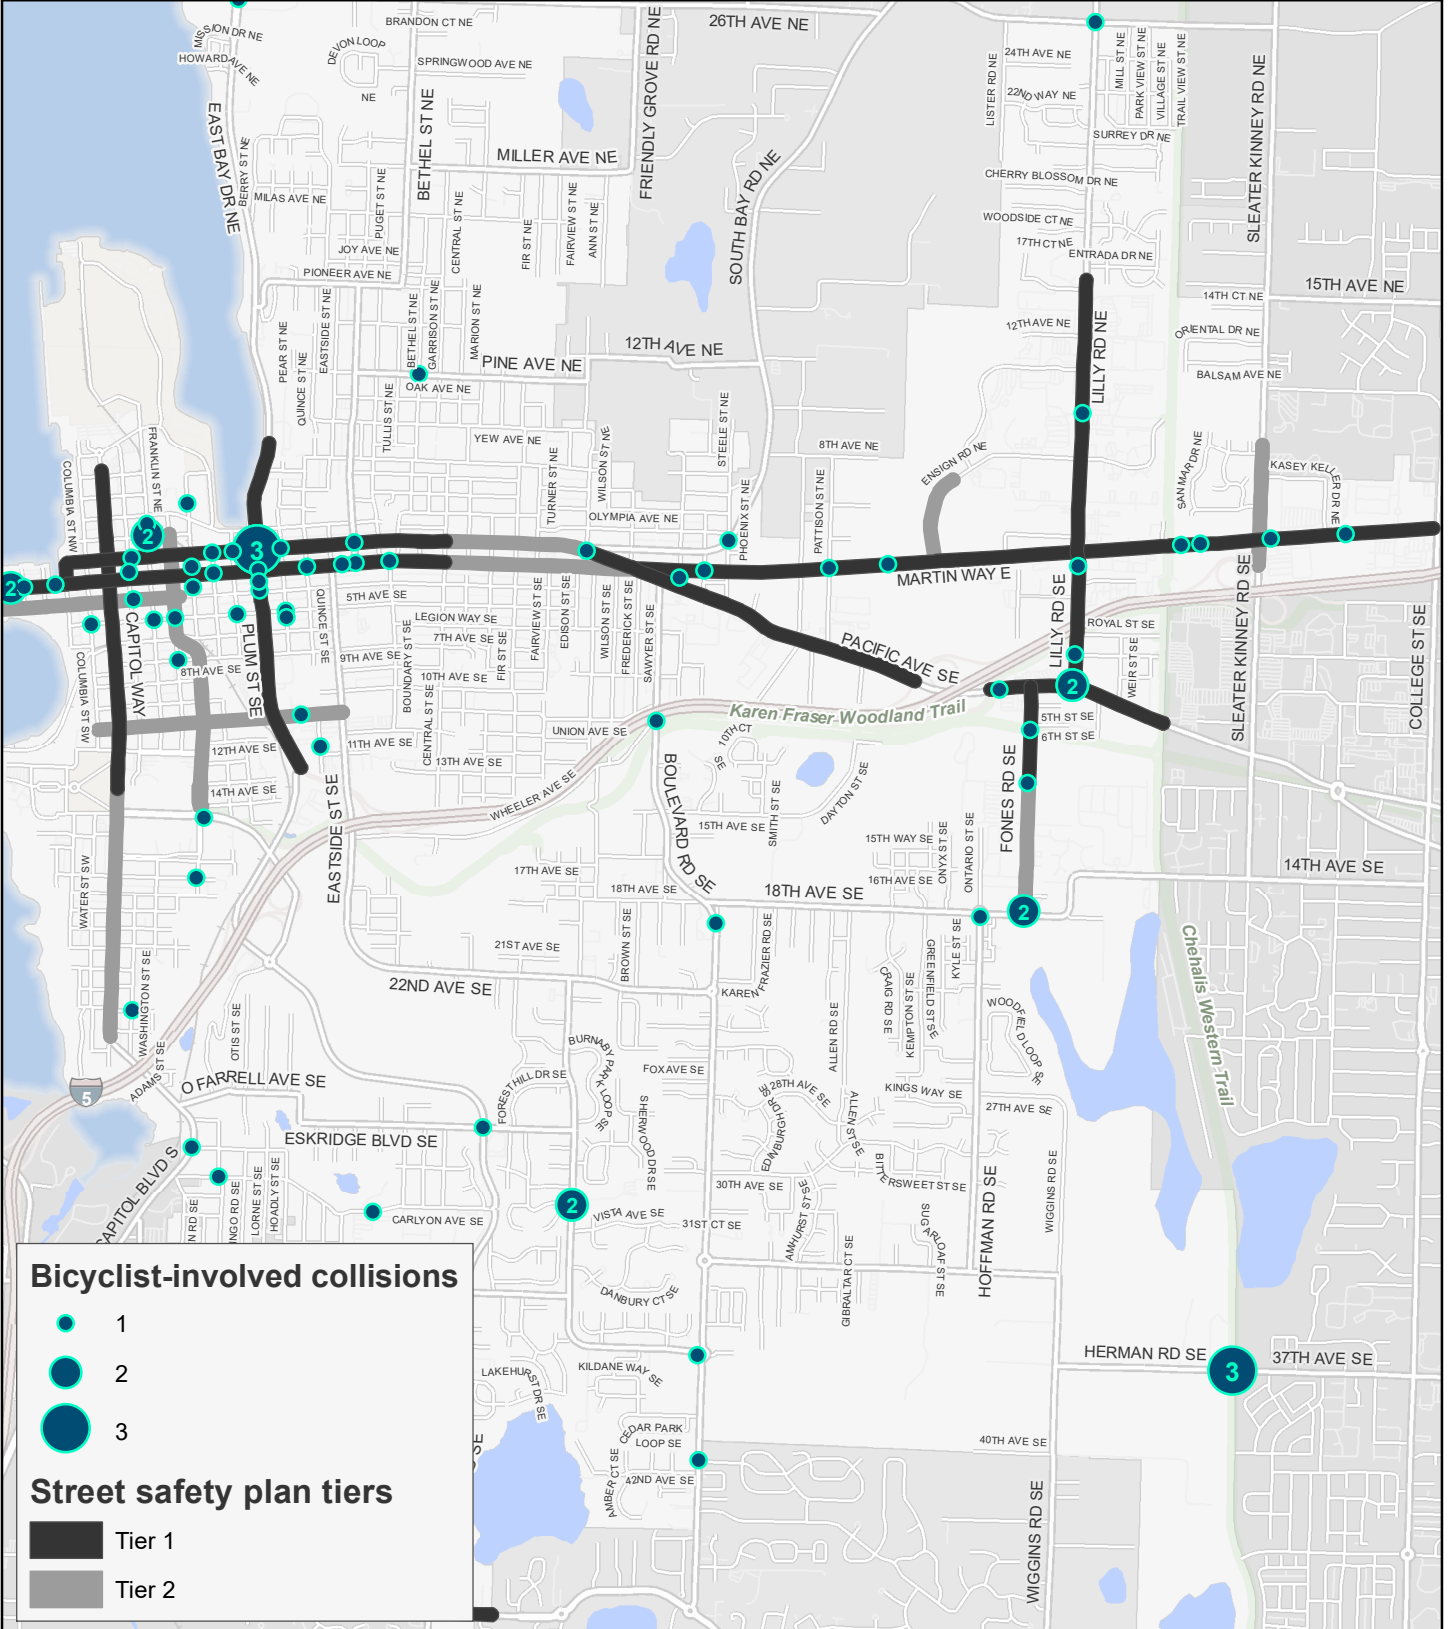 BRANDON CT NE
26TH AVE NE
MISSION DR NE
HOWARD AVE NE
DEVON LOOP
NE
SPRINGWOOD AVE NE
24TH AVE NE
22ND WAY NE
LISTER RD NE
MILL ST NE
PARK VIEW ST NE
VILLAGE ST NE
TRAIL VIEW ST NE
SLEATER KINNEY RD NE
FRIENDLY GROVE RD NE
EAST BAY DR NE
BERRY ST NE
BETHEL ST NE
SURREY DR NE
MILLER AVE NE
MILAS AVE NE
PUGET ST NE
CENTRAL ST NE
FIR ST NE
FAIRVIEW ST NE
ANN ST NE
SOUTH BAY RD NE
CHERRY BLOSSOM DR NE
WOODSIDE CT NE
17TH CT NE
ENTRADA DR NE
JOY AVE NE
PIONEER AVE NE
15TH AVE NE
14TH CT NE
PEAR ST NE
QUINCE ST NE
EASTSIDE ST NE
BETHEL ST NE
GARRISON ST NE
MARION ST NE
12TH AVE NE
PINE AVE NE
OAK AVE NE
12TH AVE NE
LILLY RD NE
ORIENTAL DR NE
BALSAM AVE NE
TULLIS ST NE
YEW AVE NE
TURNER ST NE
WILSON ST NE
STEELE ST NE
8TH AVE NE
ENSIGN RD NE
SAN MAR DR NE
KASEY KELLER DR NE
COLUMBIA ST NW
FRANKLIN ST NE
OLYMPIA AVE NE
PHOENIX ST NE
PATTISON ST NE
2
3
2
MARTIN WAY E
CAPITOL WAY
PLUM ST SE
QUINCE ST SE
5TH AVE SE
LEGION WAY SE
7TH AVE SE
FIR ST SE
FAIRVIEW ST SE
EDISON ST SE
WILSON ST SE
FREDERICK ST SE
SAWYER ST SE
BOUNDARY ST SE
9TH AVE SE
10TH AVE SE
CENTRAL ST SE
8TH AVE SE
COLUMBIA ST SW
PACIFIC AVE SE
LILLY RD SE
ROYAL ST SE
WEIR ST SE
SLEATER KINNEY RD SE
COLLEGE ST SE
2
5TH ST SE
6TH ST SE
Karen Fraser Woodland Trail
UNION AVE SE
10TH CT SE
11TH AVE SE
12TH AVE SE
13TH AVE SE
14TH AVE SE
WHEELER AVE SE
EASTSIDE ST SE
BOULEVARD RD SE
SMITH ST SE
DAYTON ST SE
15TH AVE SE
15TH WAY SE
16TH AVE SE
ONYX ST SE
ONTARIO ST SE
FONES RD SE
14TH AVE SE
WATER ST SW
17TH AVE SE
18TH AVE SE
18TH AVE SE
2
21ST AVE SE
BROWN ST SE
FRAZIER RD SE
KAREN
22ND AVE SE
CRAIG RD SE
KEMPTON ST SE
GREENFIELD ST SE
KYLE ST SE
ALLEN RD SE
WOODFIELD LOOP SE
Chehalis Western Trail
WASHINGTON ST SE
ADAMS ST SE
OTIS ST SE
5
O FARRELL AVE SE
BURNABY PARK LOOP SE
FOREST HILL DR SE
FOX AVE SE
SHERWOOD DR SE
28TH AVE SE
EDINBURGH DR SE
ALLEN ST SE
KINGS WAY SE
27TH AVE SE
ESKRIDGE BLVD SE
BITTERSWEET ST SE
30TH AVE SE
HOFFMAN RD SE
WIGGINS RD SE
CAPITOL BLVD S
N RD SE
INGO RD SE
LORNE ST SE
HOADLY ST SE
CARLYON AVE SE
2
VISTA AVE SE
31ST CT SE
AMHURST ST SE
GIBRALTAR CT SE
SUGARLOAF ST SE
DANBURY CT SE
KILDANE WAY SE
LAKEHURST DR SE
HERMAN RD SE
3
37TH AVE SE
CEDAR PARK
LOOP SE
AMBER CT SE
42ND AVE SE
40TH AVE SE
WIGGINS RD SE
SE
Bicyclist-involved collisions
1
2
3
Street safety plan tiers
Tier 1
Tier 2